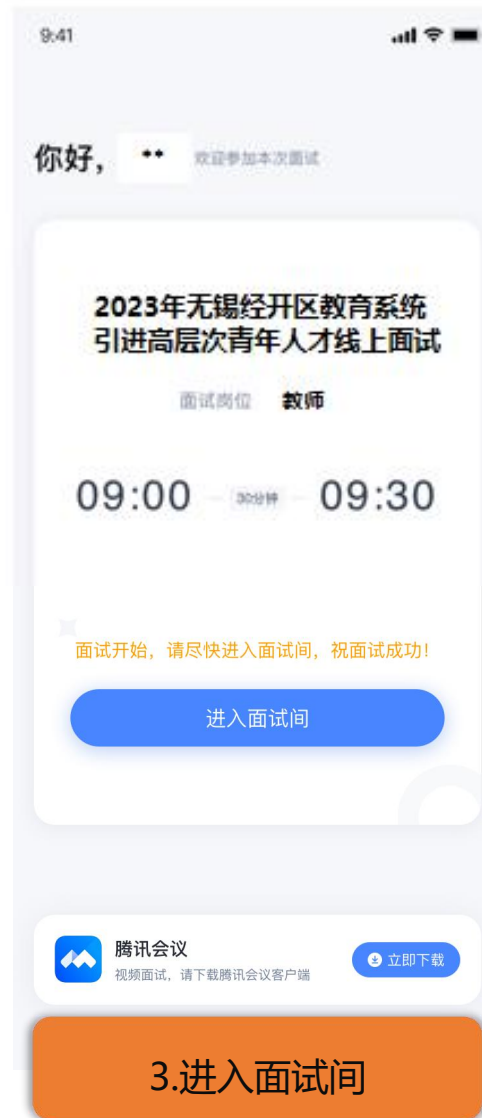 9:41
你好, ** 欢迎参加本次面试
2023年无锡经开区教育系统
引进高层次青年人才线上面试
面试岗位 教师
09:00 30分钟 09:30
面试开始，请尽快进入面试间，祝面试成功！
进入面试间
腾讯会议
视频面试，请下载腾讯会议客户端
立即下载
3.进入面试间